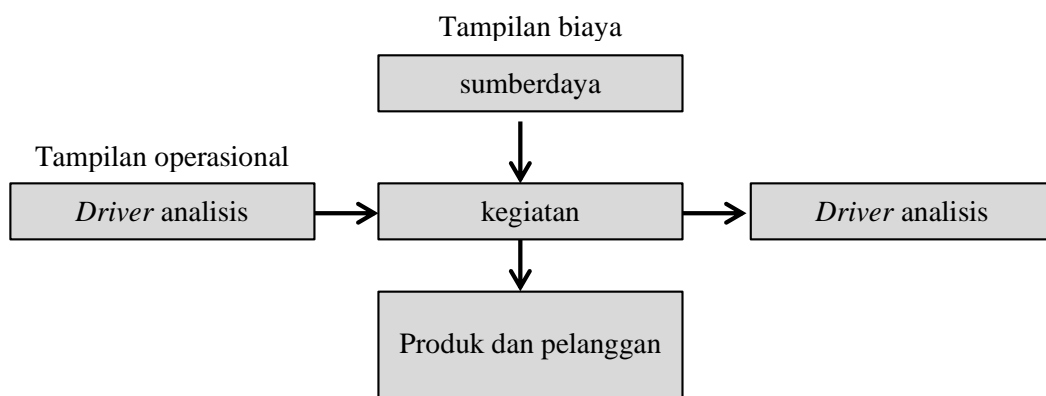 Tampilan biaya
sumberdaya
Tampilan operasional
Driver analisis
kegiatan
Driver analisis
Produk dan pelanggan